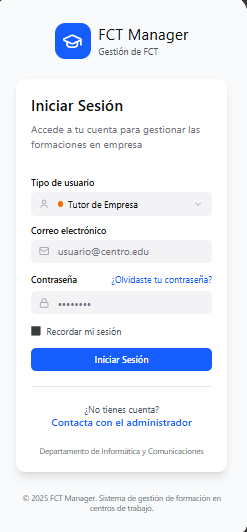 FCT Manager
Gestión de FCT
Iniciar Sesión
Accede a tu cuenta para gestionar las
formaciones en empresa
Tipo de usuario
Tutor de Empresa
Correo electrónico
usuario@centro.edu
Contraseña
¿Olvidaste tu contraseña?
••••••••
Recordar mi sesión
Iniciar Sesión
¿No tienes cuenta?
Contacta con el administrador
Departamento de Informática y Comunicaciones
© 2025 FCT Manager. Sistema de gestión de formación en
centros de trabajo.